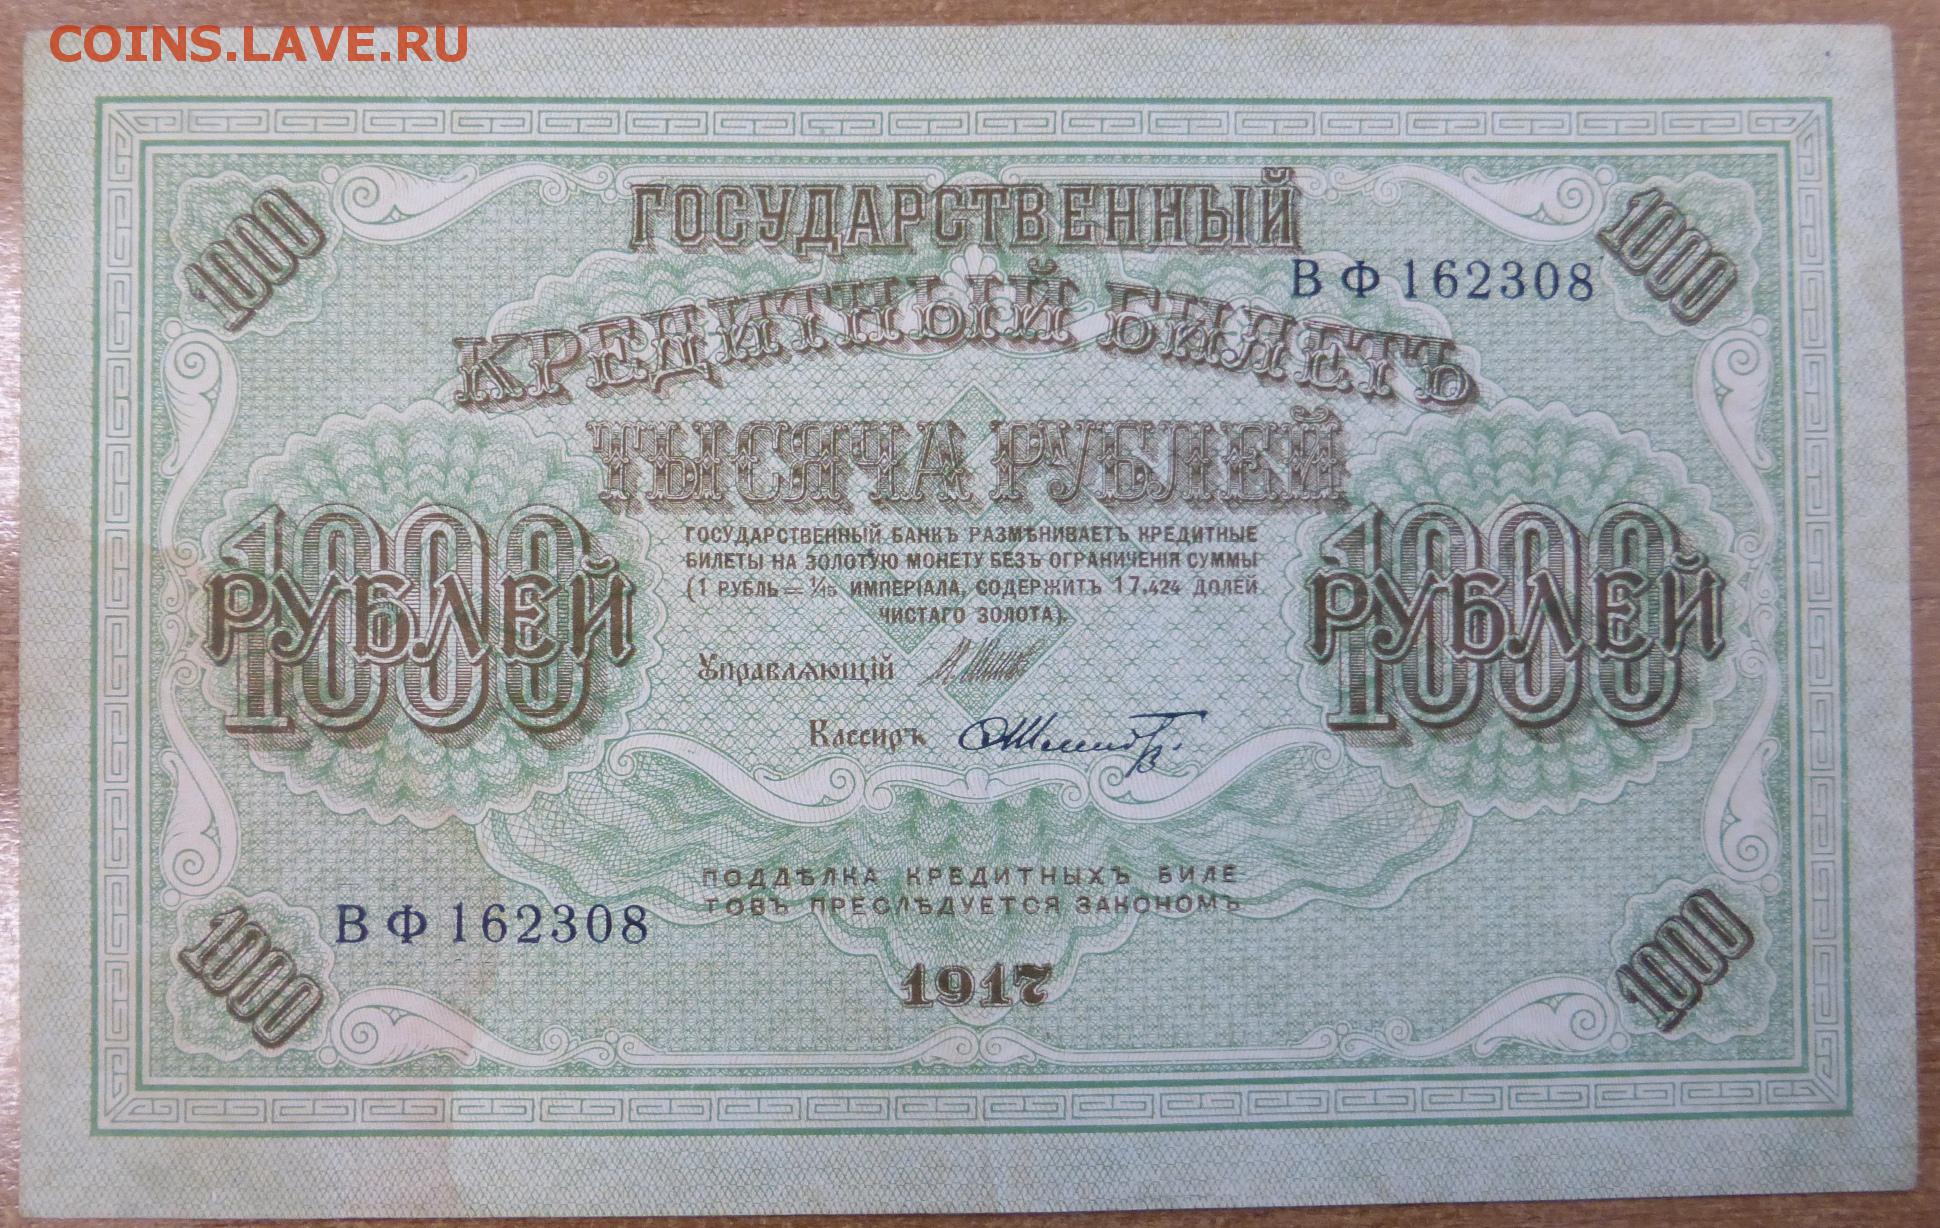 COINS.LAVE.RU
1000
1000
ГОСУДАРСТВЕННЫЙ
ВФ 162308
КРЕДИТНЫЙ БИЛЕТЪ
ТЫСЯЧА РУБЛЕЙ
1000 РУБЛЕЙ
1000 РУБЛЕЙ
ГОСУДАРСТВЕННЫЙ БАНКЪ РАЗМѢНИВАЕТЪ КРЕДИТНЫЕ
БИЛЕТЫ НА ЗОЛОТУЮ МОНЕТУ БЕЗЪ ОГРАНИЧЕНІЯ СУММЫ
(1 РУБЛЬ = 1/15 ИМПЕРІАЛА, СОДЕРЖИТЪ 17,424 ДОЛЕЙ
ЧИСТАГО ЗОЛОТА).
Управляющій
Кассиръ
ПОДДѢЛКА КРЕДИТНЫХЪ БИЛЕ
ТОВЪ ПРЕСЛѢДУЕТСЯ ЗАКОНОМЪ
ВФ 162308
1917
1000
1000